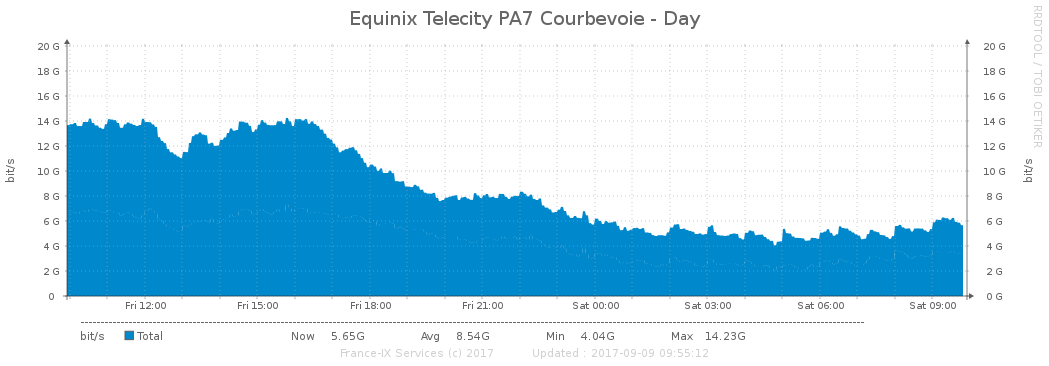 Equinix Telecity PA7 Courbevoie - Day
RRDTOOL / TOBI OETIKER
20 G 20 G
18 G 18 G
16 G 16 G
14 G 14 G
12 G 12 G
10 G 10 G
8 G 8 G
6 G 6 G
4 G 4 G
2 G 2 G
0 0 G
bit/s bit/s
Fri 12:00 Fri 15:00 Fri 18:00 Fri 21:00 Sat 00:00 Sat 03:00 Sat 06:00 Sat 09:00
bit/s Total Now 5.65G Avg 8.54G Min 4.04G Max 14.23G
France-IX Services (c) 2017 Updated : 2017-09-09 09:55:12